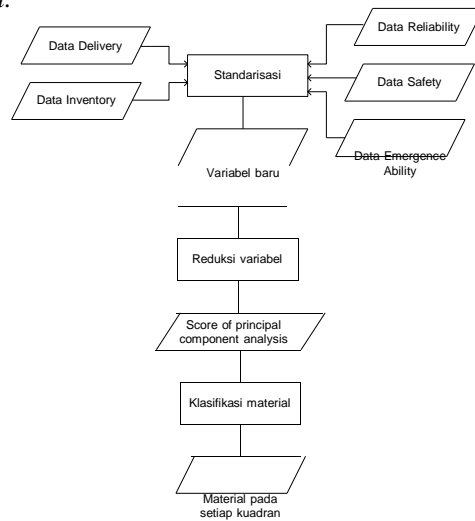 a.
Data Delivery
Data Inventory
Standarisasi
Data Reliability
Data Safety
Data Emergence
Ability
Variabel baru
Reduksi variabel
Score of principal
component analysis
Klasifikasi material
Material pada
setiap kuadran